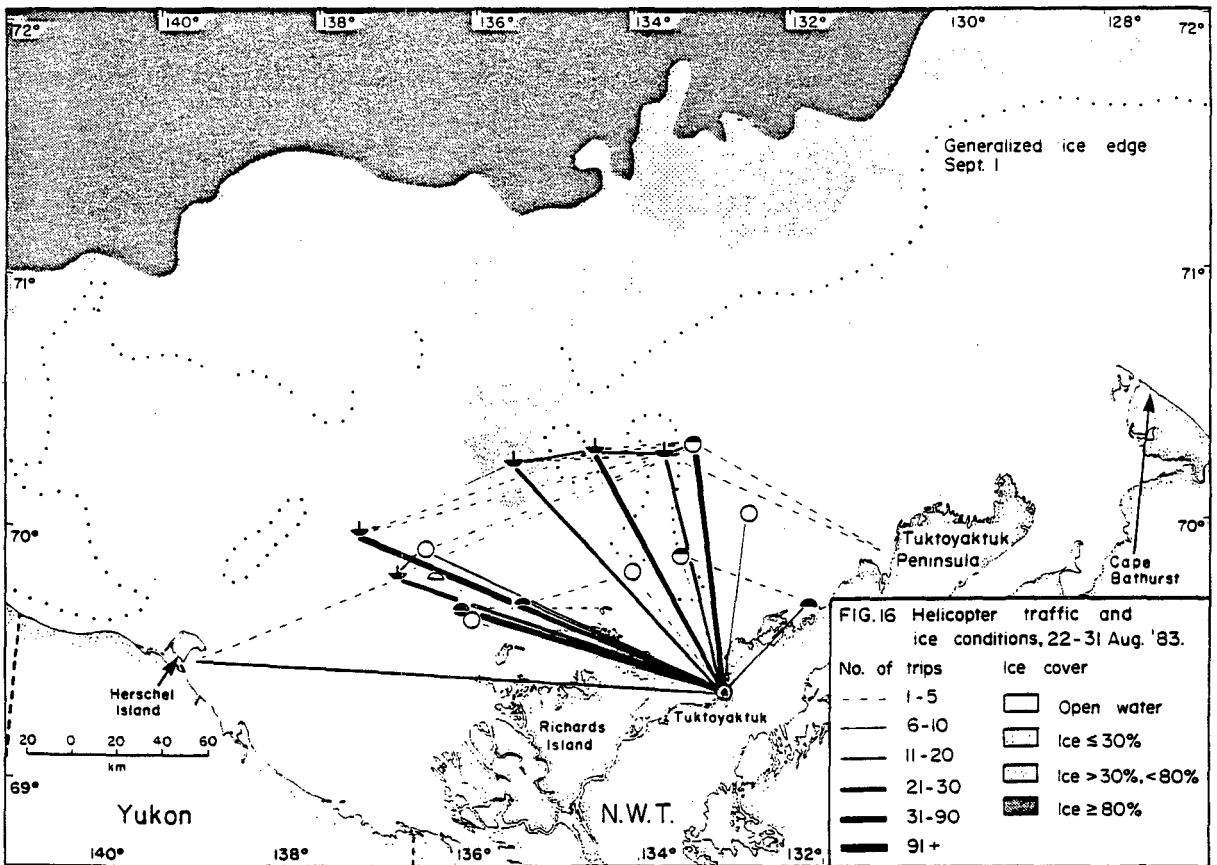 72° 140° 136° 134° 132° 130° 128° 72°
Generalized ice edge
Sept. 1
71° 71°
70° 70°
Tuktoyaktuk
Peninsula
Cape
Bathurst
Herschel
Island
Richards
Island
Tuktoyaktuk
20 0 20 40 60
km
69°
Yukon
N.W.T.
140° 138° 136° 134° 132°
FIG.16 Helicopter traffic and
ice conditions, 22-31 Aug. '83.
No. of trips
1-5
6-10
11-20
21-30
31-90
91+
Ice cover
Open water
Ice ≤ 30%
Ice > 30%, < 80%
Ice ≥ 80%